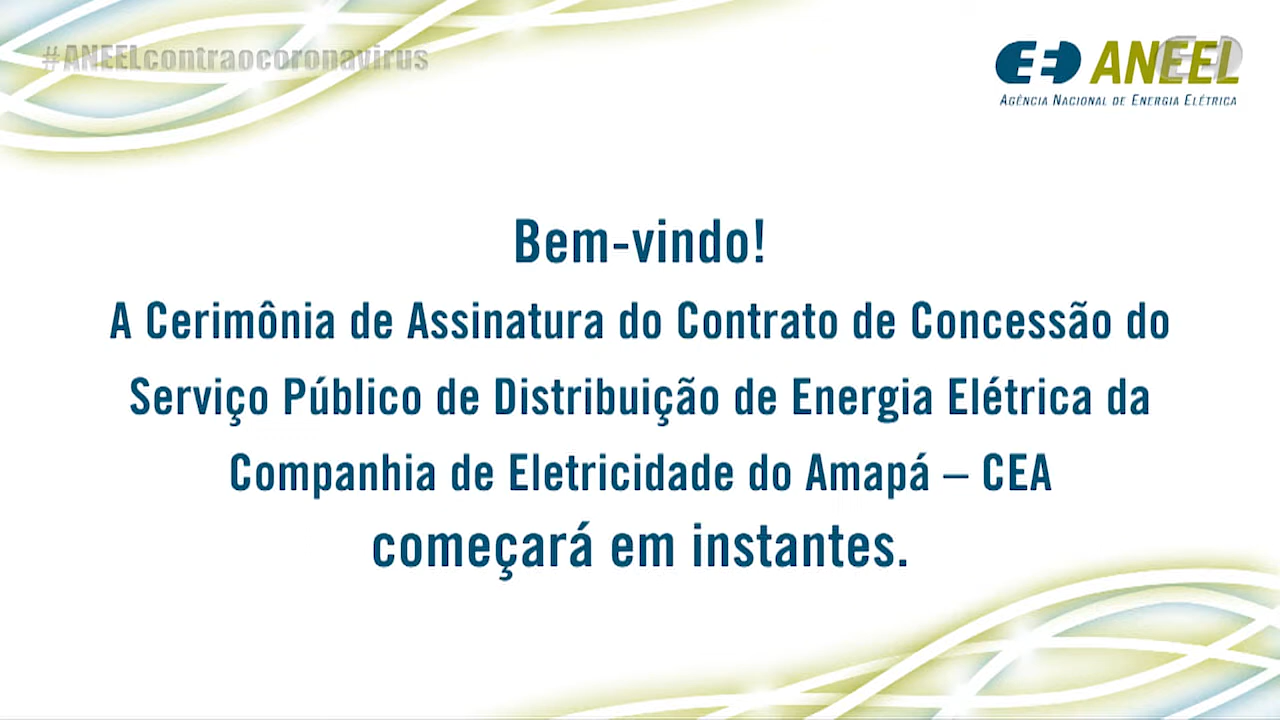 #ANEELcontraocoronavirus
ANEEL
AGÊNCIA NACIONAL DE ENERGIA ELÉTRICA
Bem-vindo!
A Cerimônia de Assinatura do Contrato de Concessão do
Serviço Público de Distribuição de Energia Elétrica da
Companhia de Eletricidade do Amapá – CEA
começará em instantes.